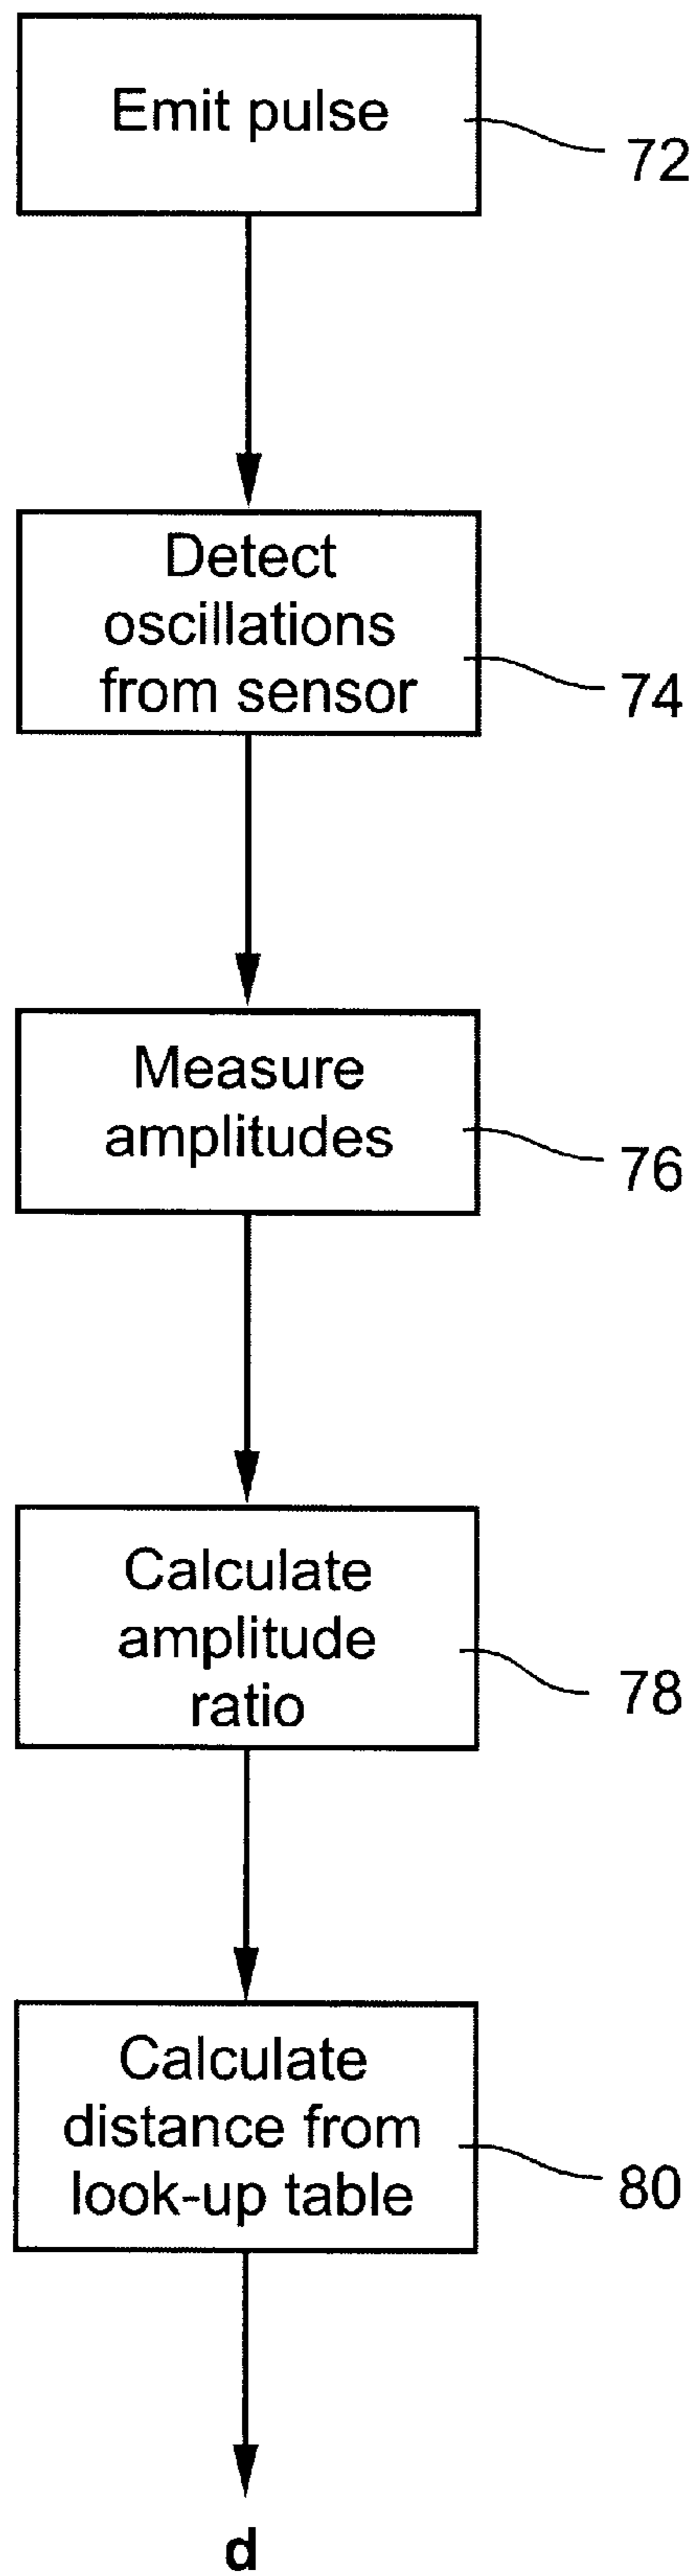 Emit pulse
72
Detect
oscillations
from sensor
74
Measure
amplitudes
76
Calculate
amplitude
ratio
78
Calculate
distance from
look-up table
80
d